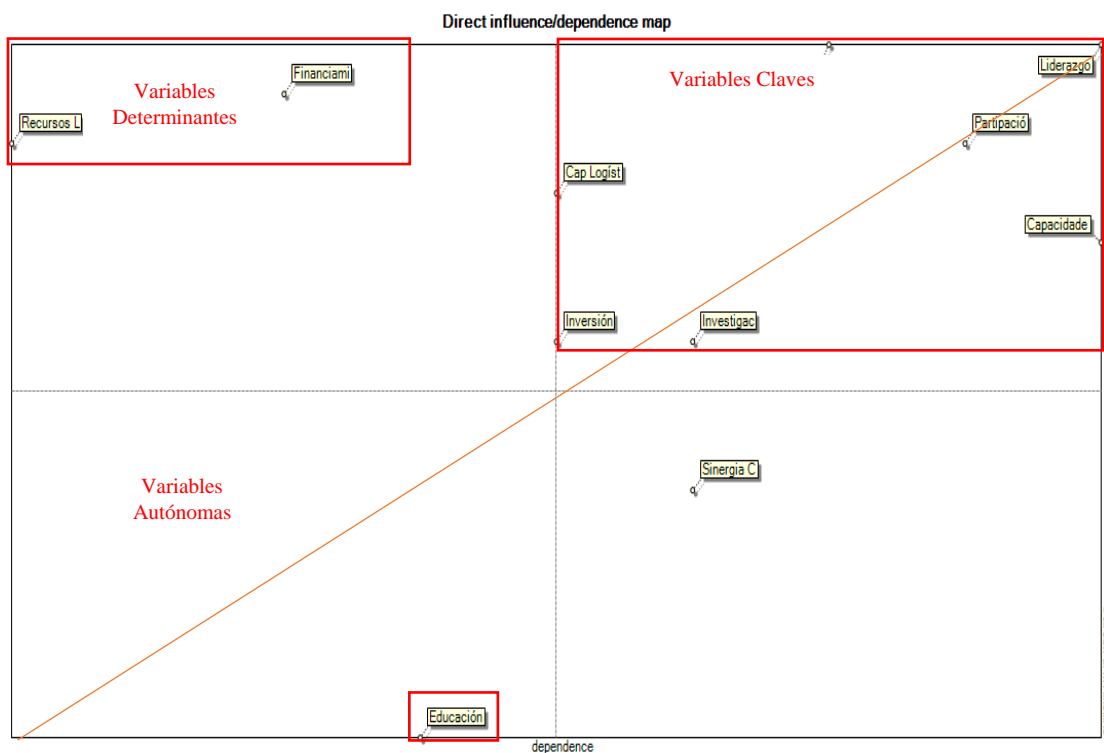 Direct influence/dependence map
Financiami
Variables
Determinantes
Recursos L
Variables Claves
Liderazgo
Partipació
Cap Logíst
Capacidade
Inversión
Investigac
Sinergia C
Variables
Autónomas
Educación
dependence